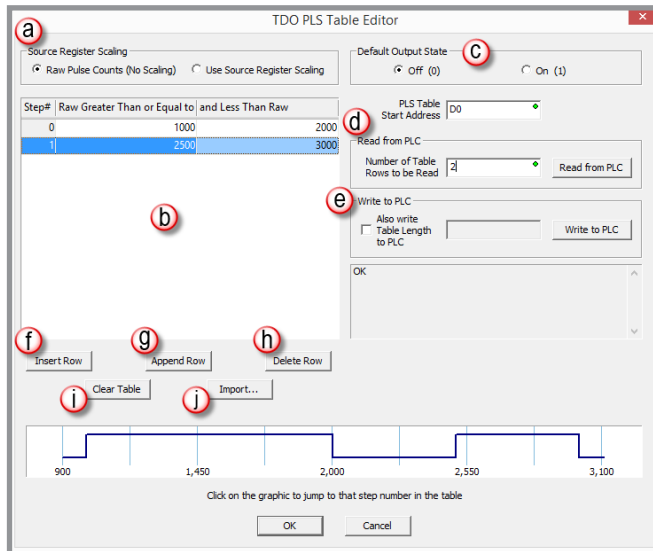 TDO PLS Table Editor
a
Source Register Scaling
Raw Pulse Counts (No Scaling) Use Source Register Scaling
Default Output State
c
Off (0) On (1)
Step# Raw Greater Than or Equal to and Less Than Raw
0 1000 2000
1 2500 3000
b
PLS Table
Start Address D0
d
Read from PLC
Number of Table
Rows to be Read 2 Read from PLC
e
Write to PLC
Also write
Table Length
to PLC
Write to PLC
OK
f
g
h
Insert Row Append Row Delete Row
i
j
Clear Table Import...
900 1,450 2,000 2,550 3,100
Click on the graphic to jump to that step number in the table
OK Cancel